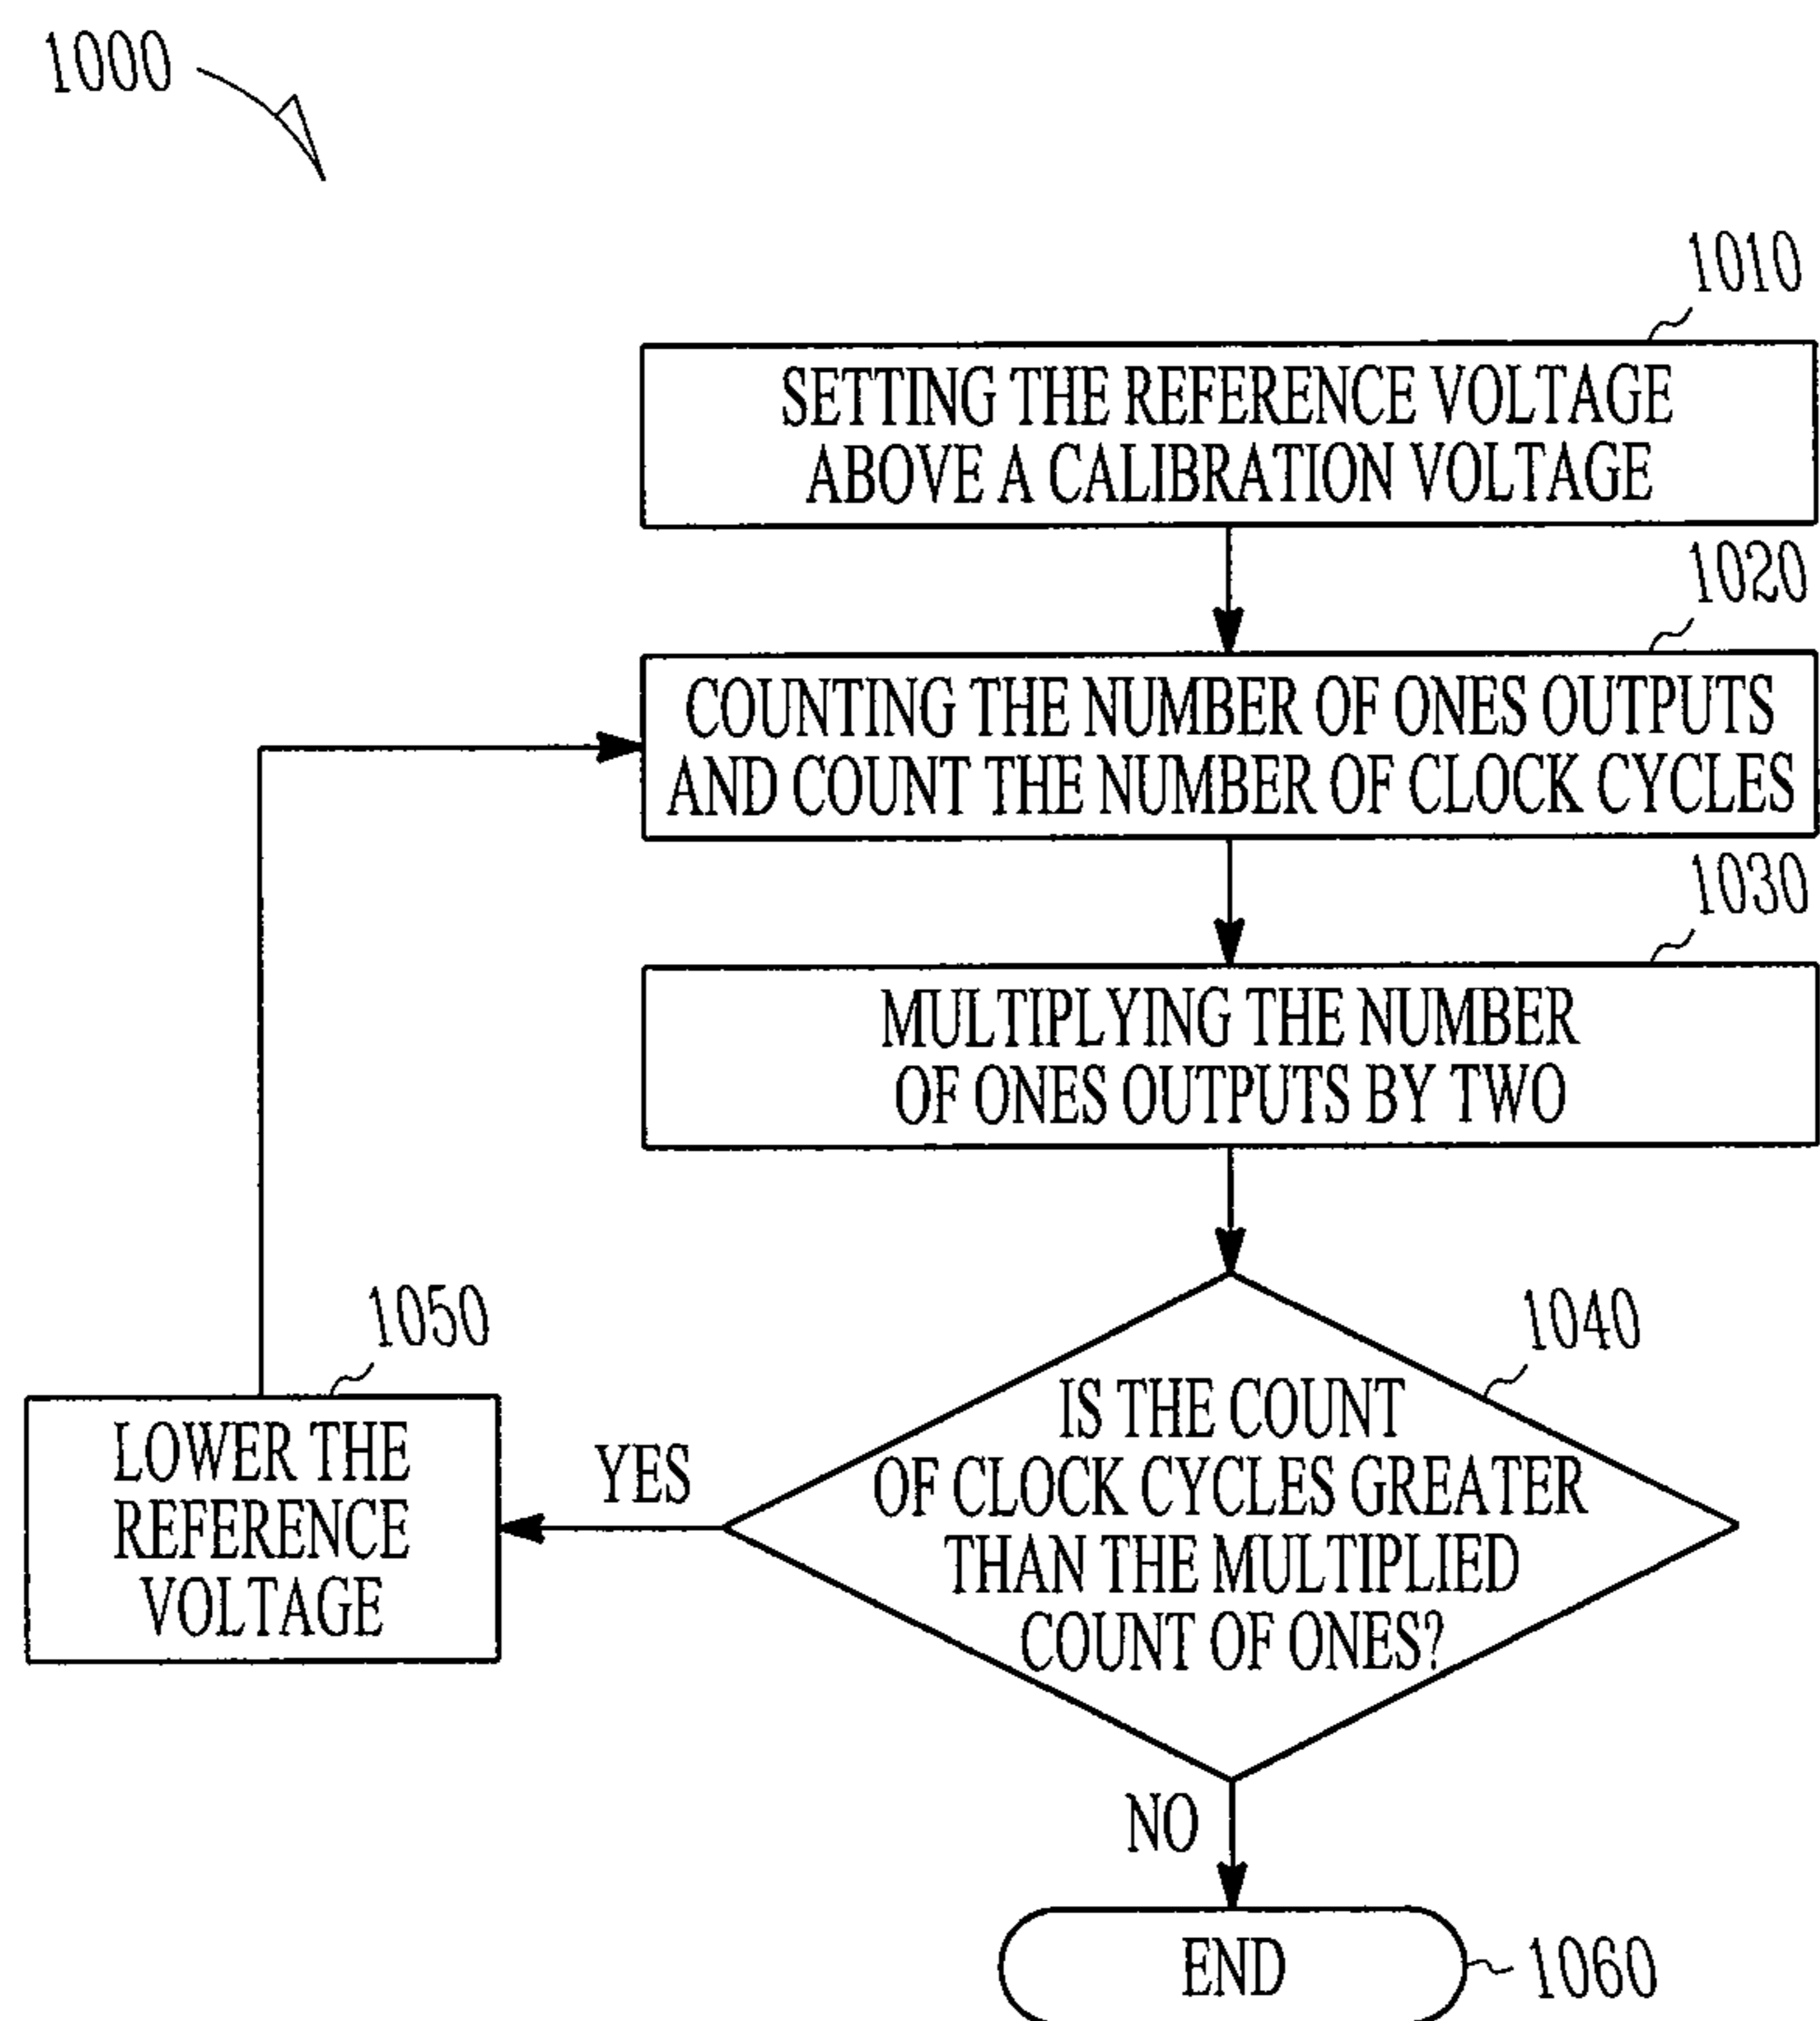 1000
1010
SETTING THE REFERENCE VOLTAGE
ABOVE A CALIBRATION VOLTAGE
1020
COUNTING THE NUMBER OF ONES OUTPUTS
AND COUNT THE NUMBER OF CLOCK CYCLES
1030
MULTIPLYING THE NUMBER
OF ONES OUTPUTS BY TWO
1040
IS THE COUNT
OF CLOCK CYCLES GREATER
THAN THE MULTIPLIED
COUNT OF ONES?
YES
1050
LOWER THE
REFERENCE
VOLTAGE
NO
END
1060